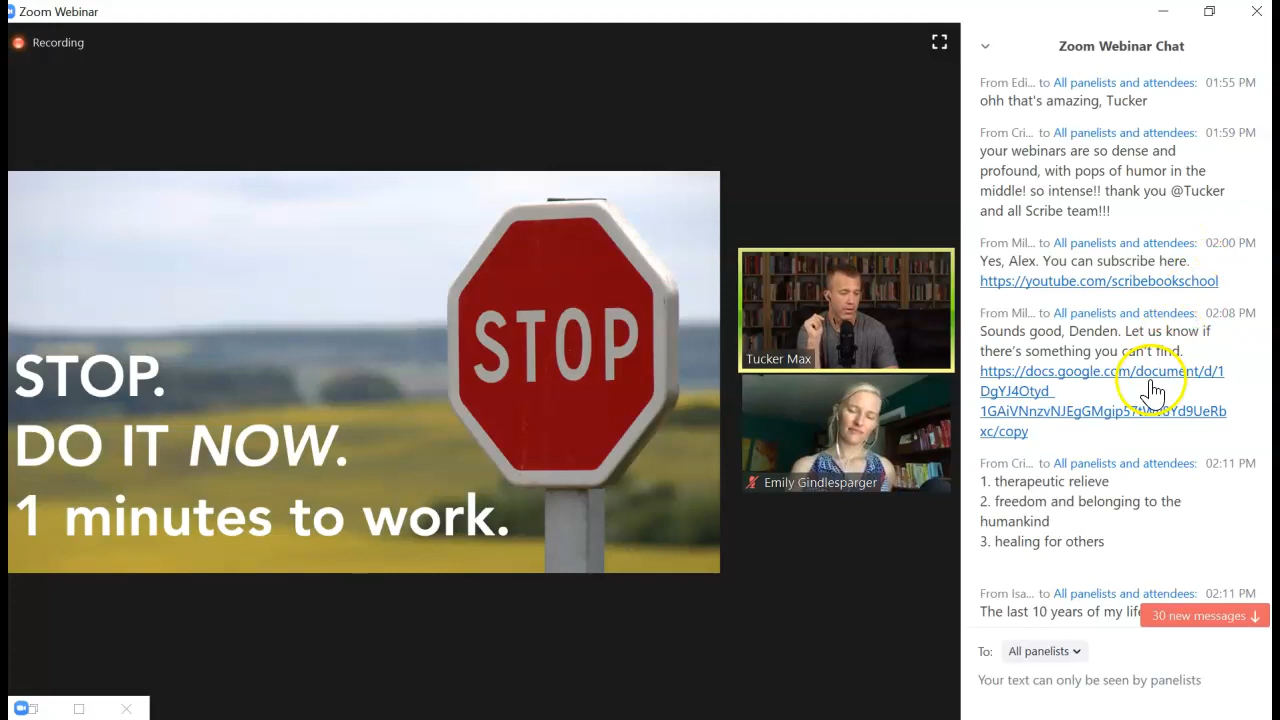 Zoom Webinar
Recording
STOP
STOP.
DO IT NOW.
1 minutes to work.
Tucker Max
Emily Gindlesparger
Zoom Webinar Chat
From Edi... to All panelists and attendees: 01:55 PM
ohh that's amazing, Tucker
From Cri... to All panelists and attendees: 01:59 PM
your webinars are so dense and
profound, with pops of humor in the
middle! so intense!! thank you @Tucker
and all Scribe team!!!
From Mil... to All panelists and attendees: 02:00 PM
Yes, Alex. You can subscribe here.
https://youtube.com/scribebookschool
From Mil... to All panelists and attendees: 02:08 PM
Sounds good, Denden. Let us know if
there's something you can't find.
https://docs.google.com/document/d/1
DgYJ4Otyd_
xc/copy
From Cri... to All panelists and attendees: 02:11 PM
1. therapeutic relieve
2. freedom and belonging to the
humankind
3. healing for others
From Isa... to All panelists and attendees: 02:11 PM
The last 10 years of my life
30 new messages
To: All panelists
Your text can only be seen by panelists